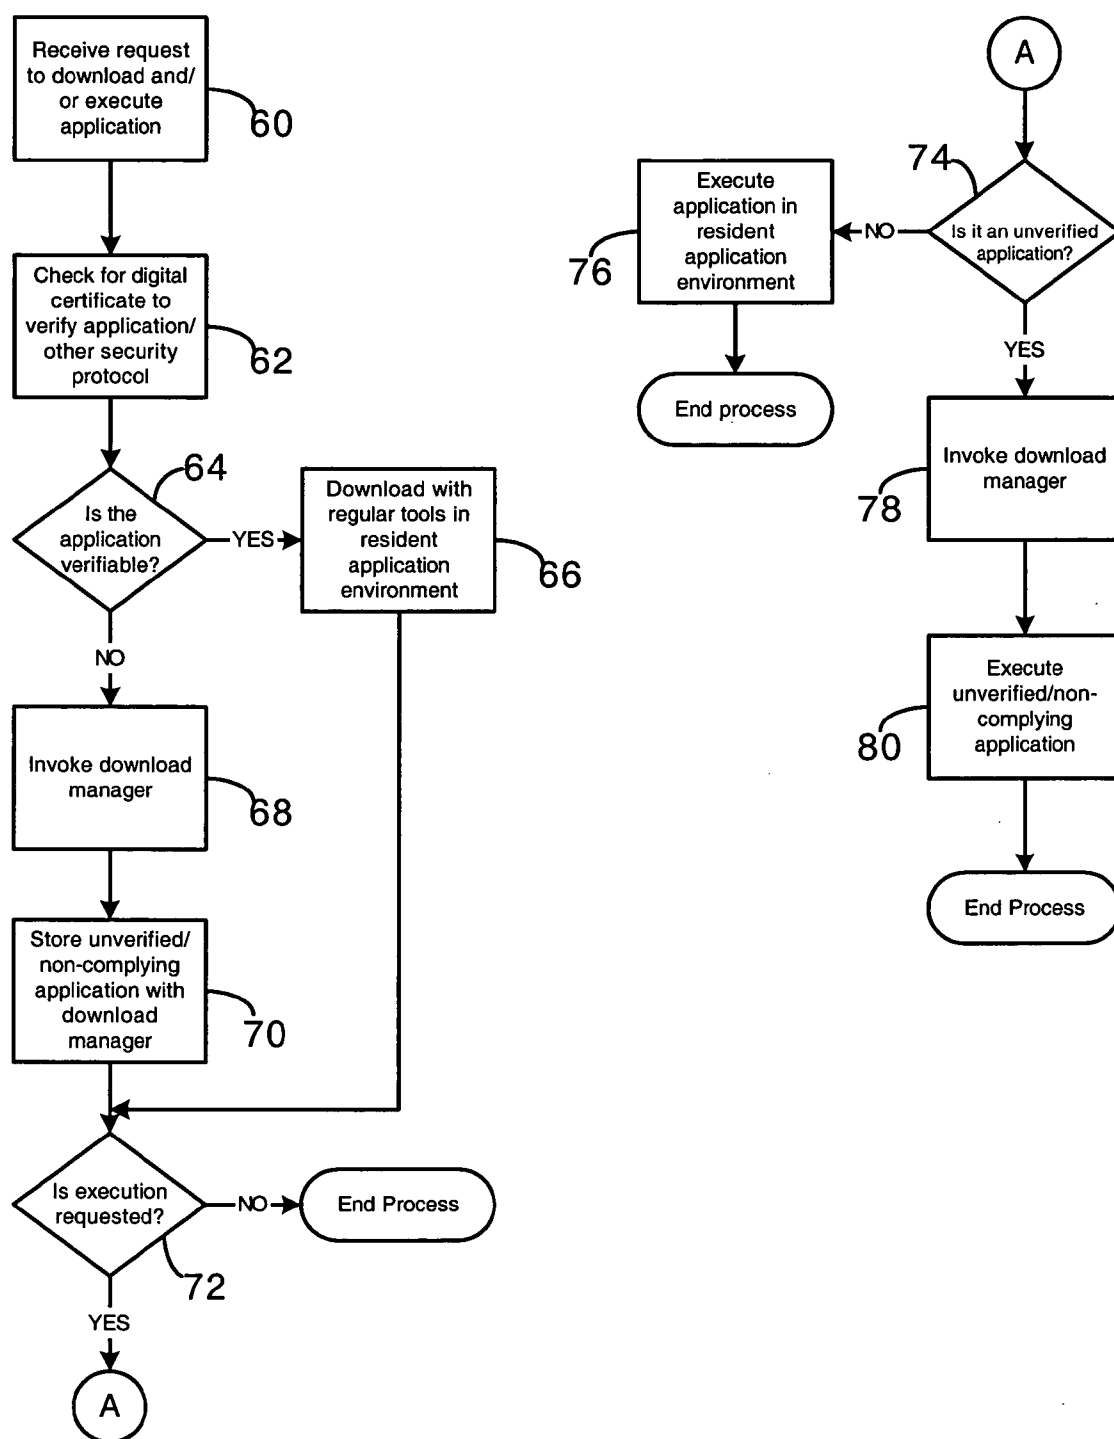 Receive request
to download and/
or execute
application
60
Check for digital
certificate to
verify application/
other security
protocol
62
64
Is the
application
verifiable?
YES
Download with
regular tools in
resident
application
environment
66
NO
Invoke download
manager
68
Store unverified/
non-complying
application with
download
manager
70
Is execution
requested?
NO
End Process
72
YES
A
A
74
Is it an unverified
application?
NO
Execute
application in
resident
application
environment
76
End process
YES
Invoke download
manager
78
Execute
unverified/non-
complying
application
80
End Process